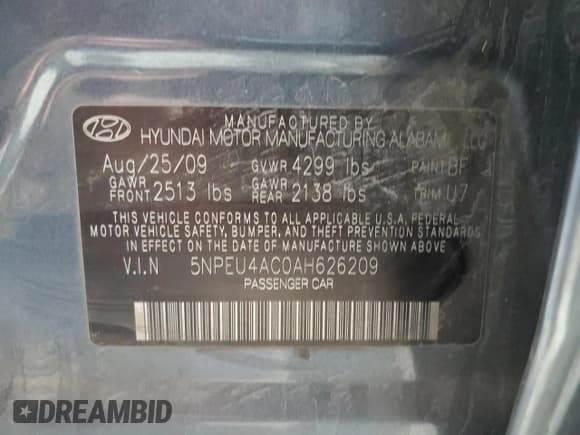 MANUFACTURED BY
HYUNDAI MOTOR MANUFACTURING ALABAMA LLC
Aug/25/09 GVWR 4299 lbs PAINT BF
GAWR FRONT 2513 lbs GAWR REAR 2138 lbs TRIM U7
THIS VEHICLE CONFORMS TO ALL APPLICABLE U.S.A. FEDERAL
MOTOR VEHICLE SAFETY, BUMPER, AND THEFT PREVENTION STANDARDS
IN EFFECT ON THE DATE OF MANUFACTURE SHOWN ABOVE.
V.I.N 5NPEU4AC0AH626209
PASSENGER CAR
DREAMBID